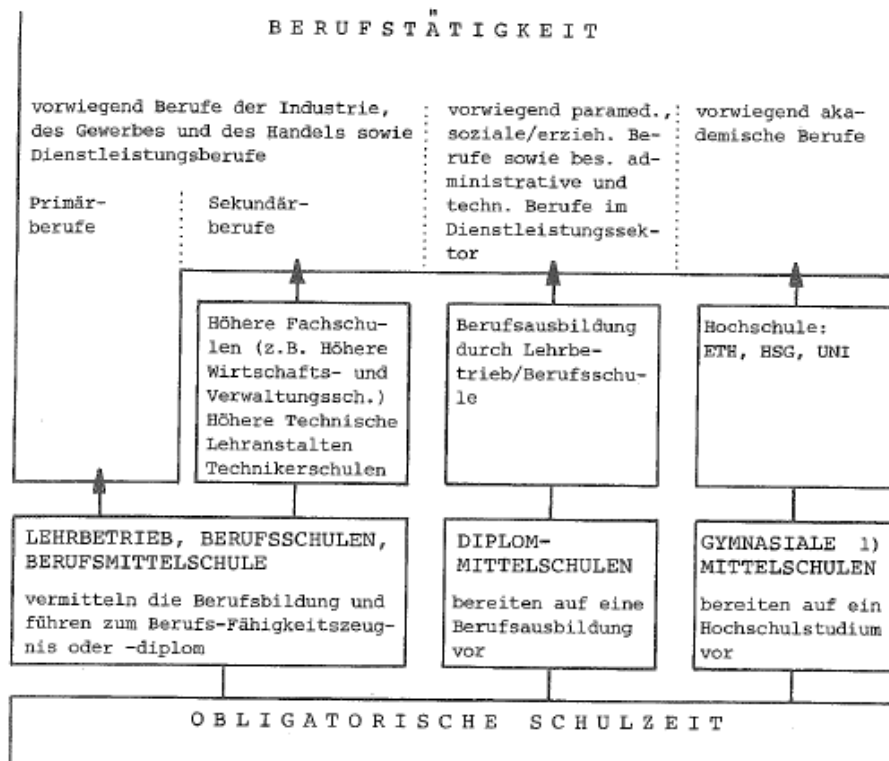 BERUFSTÄTIGKEIT
vorwiegend Berufe der Industrie,
des Gewerbes und des Handels sowie
Dienstleistungsberufe
Primär-
berufe
Sekundär-
berufe
vorwiegend paramed.,
soziale/erzieh. Be-
rufe sowie bes. ad-
ministrative und
techn. Berufe im
Dienstleistungssek-
tor
vorwiegend aka-
demische Berufe
Höhere Fachschu-
len (z.B. Höhere
Wirtschafts- und
Verwaltungssch.)
Höhere Technische
Lehranstalten
Technikerschulen
Berufsausbildung
durch Lehrbe-
trieb/Berufsschu-
le
Hochschule:
ETH, HSG, UNI
LEHRBETRIEB, BERUFSSCHULEN,
BERUFSMITTELSCHULE
vermitteln die Berufsbildung und
führen zum Berufs-Fähigkeitszeug-
nis oder -diplom
DIPLOM-
MITTELSCHULEN
bereiten auf eine
Berufsausbildung
vor
GYMNASIALE 1)
MITTELSCHULEN
bereiten auf ein
Hochschulstudium
vor
OBLIGATORISCHE SCHULZEIT